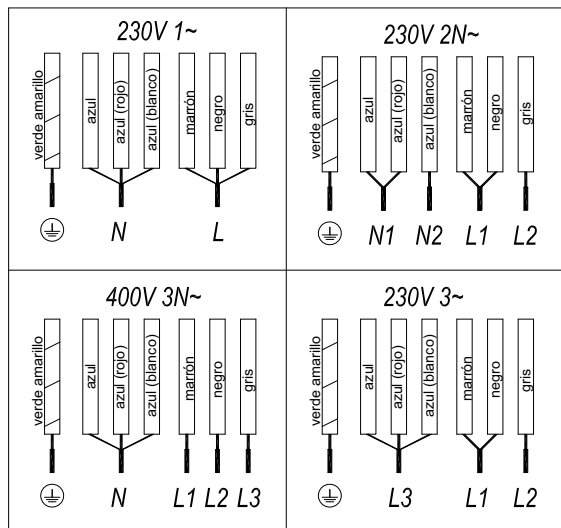 230V 1~
verde amarillo
azul
azul (rojo)
azul (blanco)
marrón
negro
gris
N
L
230V 2N~
verde amarillo
azul
azul (rojo)
azul (blanco)
marrón
negro
gris
N1 N2 L1 L2
400V 3N~
verde amarillo
azul
azul (rojo)
azul (blanco)
marrón
negro
gris
N L1 L2 L3
230V 3~
verde amarillo
azul
azul (rojo)
azul (blanco)
marrón
negro
gris
L3 L1 L2